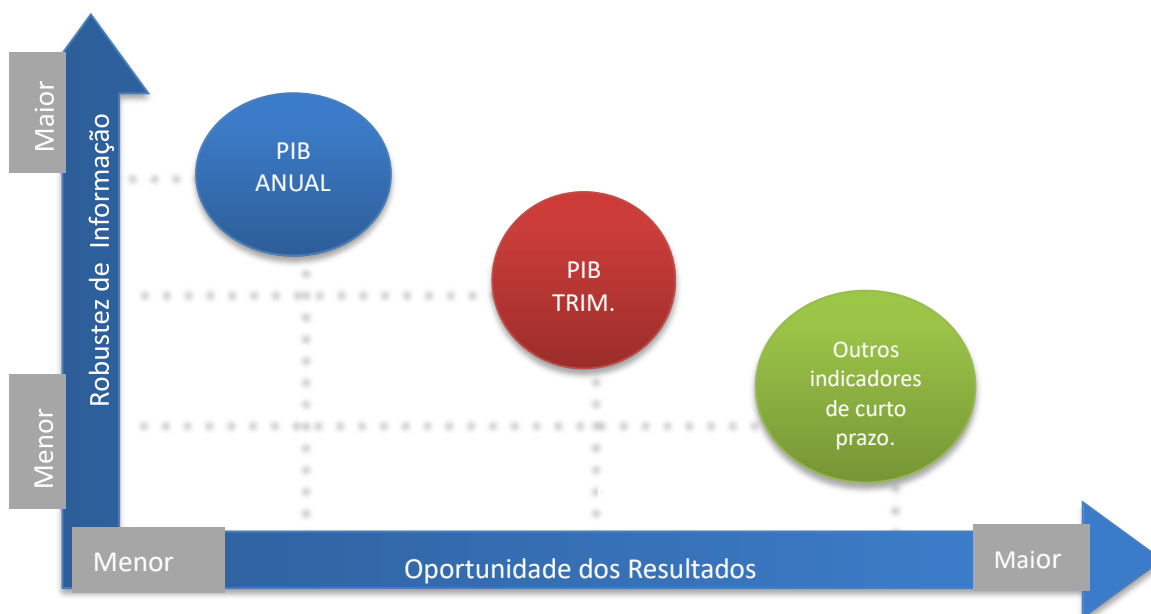 Maior
Robustez de Informação
Menor
PIB
ANUAL
PIB
TRIM.
Outros
indicadores
de curto
prazo.
Menor
Oportunidade dos Resultados
Maior